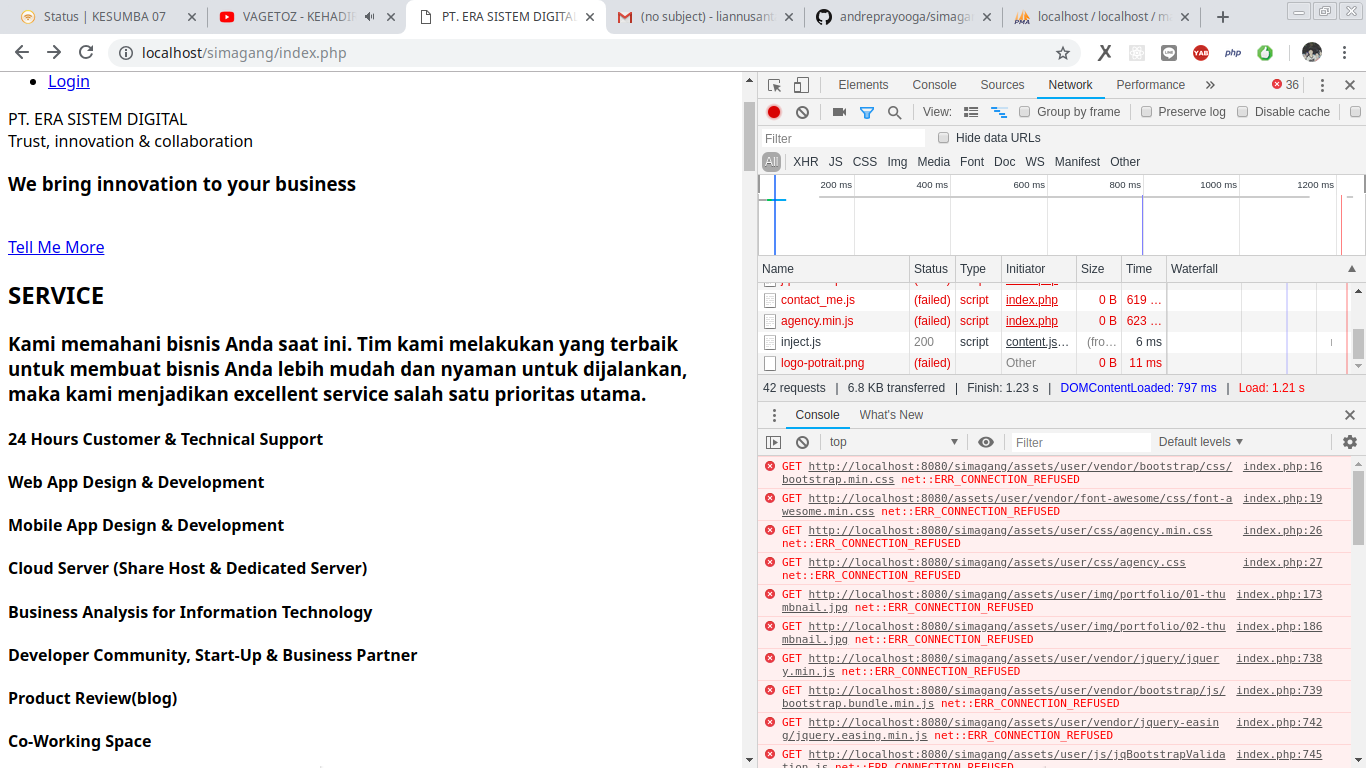 Status | KESUMBA 07
VAGETOZ - KEHADIR
PT. ERA SISTEM DIGITAL
(no subject) - liannusant
andreprayooga/simaga
localhost / localhost / m
localhost/simagang/index.php
Login
PT. ERA SISTEM DIGITAL
Trust, innovation & collaboration
We bring innovation to your business
Tell Me More
SERVICE
Kami memahani bisnis Anda saat ini. Tim kami melakukan yang terbaik
untuk membuat bisnis Anda lebih mudah dan nyaman untuk dijalankan,
maka kami menjadikan excellent service salah satu prioritas utama.
24 Hours Customer & Technical Support
Web App Design & Development
Mobile App Design & Development
Cloud Server (Share Host & Dedicated Server)
Business Analysis for Information Technology
Developer Community, Start-Up & Business Partner
Product Review(blog)
Co-Working Space
Elements Console Sources Network Performance » 36
View: Group by frame Preserve log Disable cache
Filter Hide data URLs
All XHR JS CSS Img Media Font Doc WS Manifest Other
200 ms 400 ms 600 ms 800 ms 1000 ms 1200 ms
Name Status Type Initiator Size Time Waterfall
contact_me.js (failed) script index.php 0 B 619 ...
agency.min.js (failed) script index.php 0 B 623 ...
inject.js 200 script content.js... (fro... 6 ms
logo-potrait.png (failed) Other 0 B 11 ms
42 requests | 6.8 KB transferred | Finish: 1.23 s | DOMContentLoaded: 797 ms | Load: 1.21 s
Console What's New
top Filter Default levels
GET http://localhost:8080/simagang/assets/user/vendor/bootstrap/css/ index.php:16
bootstrap.min.css net::ERR_CONNECTION_REFUSED
GET http://localhost:8080/assets/user/vendor/font-awesome/css/font-a index.php:19
wesome.min.css net::ERR_CONNECTION_REFUSED
GET http://localhost:8080/simagang/assets/user/css/agency.min.css index.php:26
net::ERR_CONNECTION_REFUSED
GET http://localhost:8080/simagang/assets/user/css/agency.css index.php:27
net::ERR_CONNECTION_REFUSED
GET http://localhost:8080/simagang/assets/user/img/portfolio/01-thu index.php:173
mbnail.jpg net::ERR_CONNECTION_REFUSED
GET http://localhost:8080/simagang/assets/user/img/portfolio/02-thu index.php:186
mbnail.jpg net::ERR_CONNECTION_REFUSED
GET http://localhost:8080/simagang/assets/user/vendor/jquery/jquer index.php:738
y.min.js net::ERR_CONNECTION_REFUSED
GET http://localhost:8080/simagang/assets/user/vendor/bootstrap/js/ index.php:739
bootstrap.bundle.min.js net::ERR_CONNECTION_REFUSED
GET http://localhost:8080/simagang/assets/user/vendor/jquery-easin index.php:742
g/jquery.easing.min.js net::ERR_CONNECTION_REFUSED
GET http://localhost:8080/simagang/assets/user/js/jqBootstrapValida index.php:745
tion.js net::ERR_CONNECTION_REFUSED